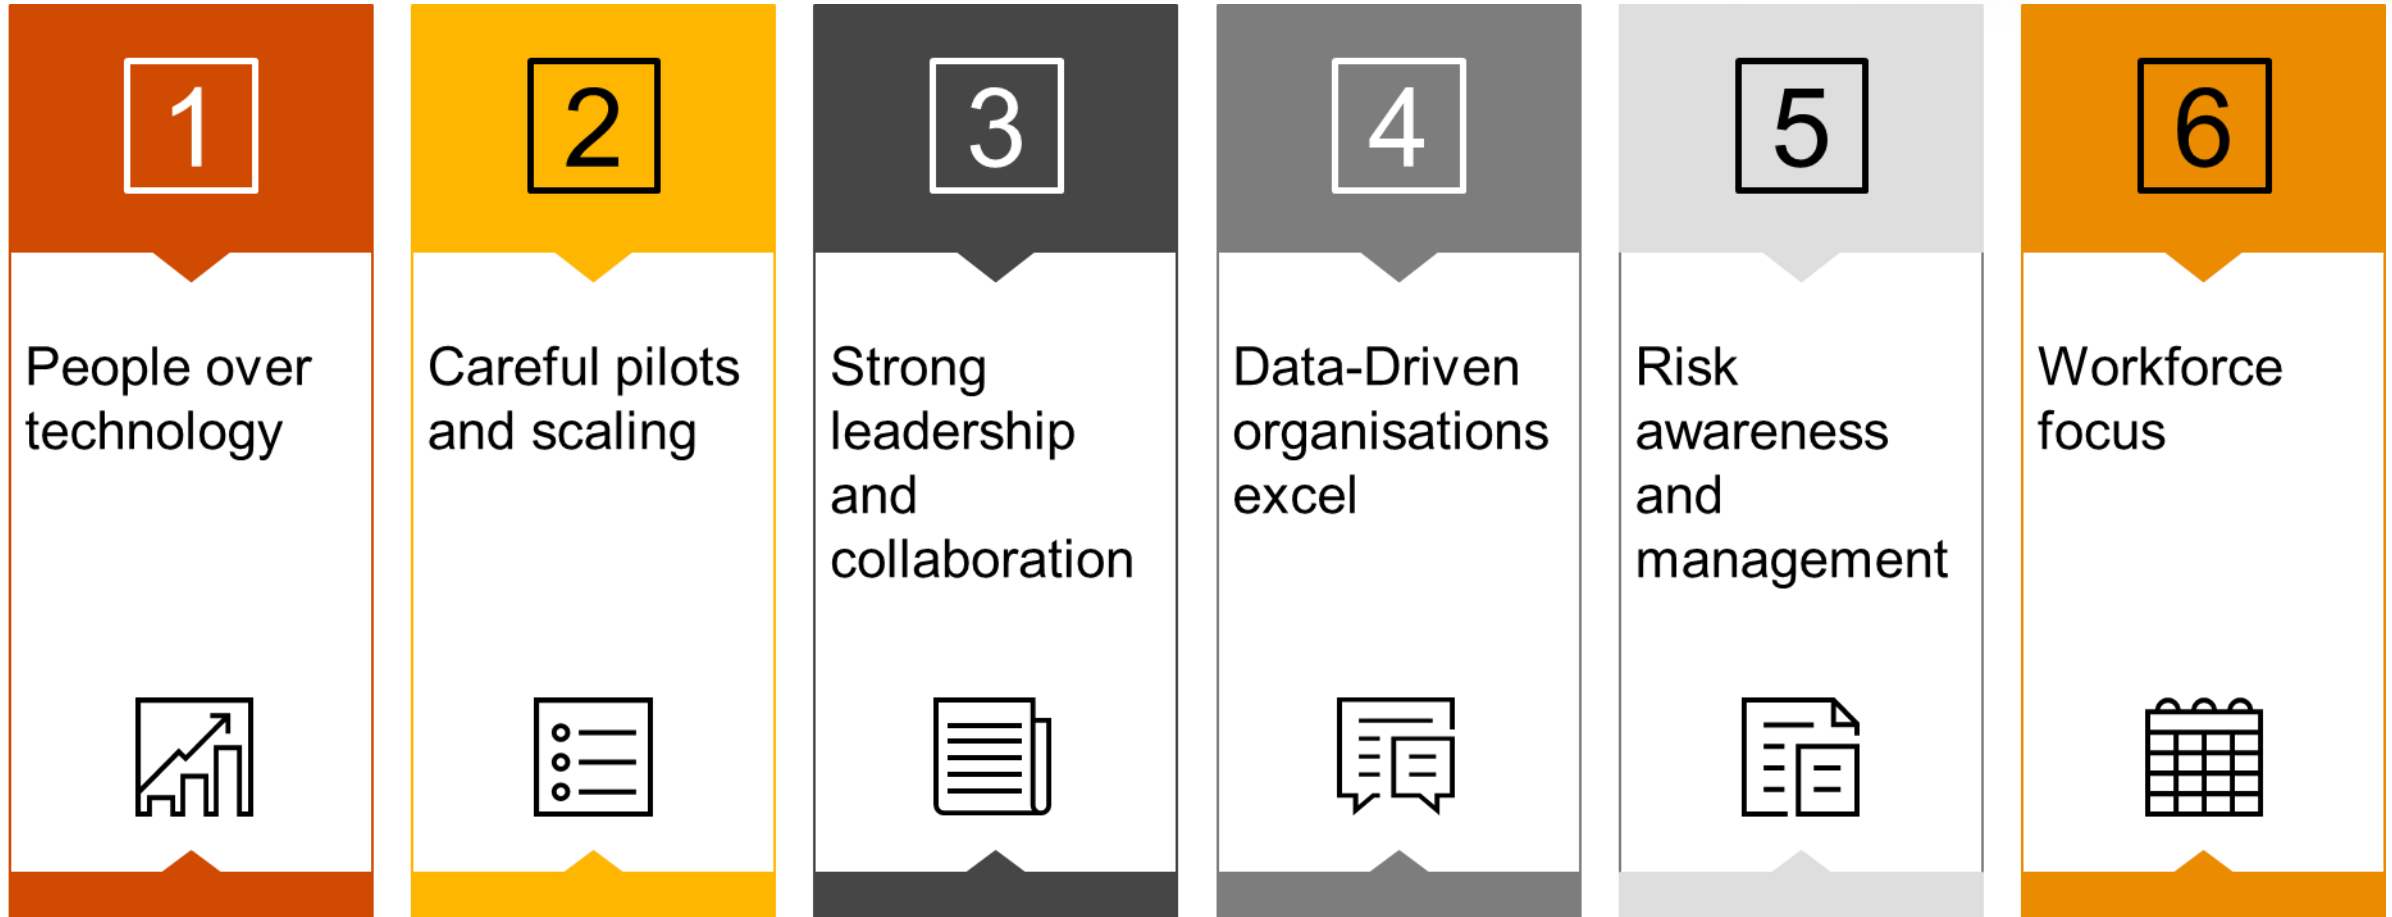 1
People over
technology
2
Careful pilots
and scaling
3
Strong
leadership
and
collaboration
4
Data-Driven
organisations
excel
5
Risk
awareness
and
management
6
Workforce
focus